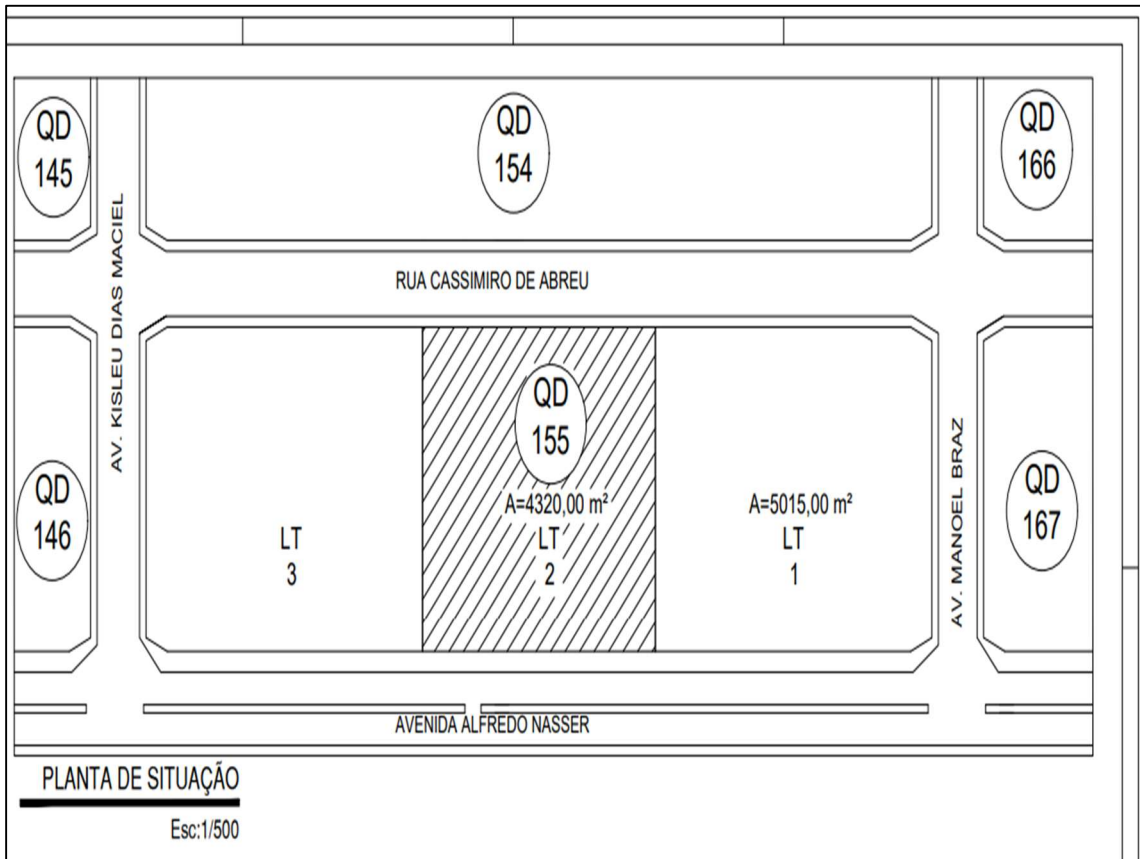 QD
145
QD
154
QD
166
AV. KISLEU DIAS MACIEL
RUA CASSIMIRO DE ABREU
QD
155
QD
146
A=4320,00 m²
LT
2
A=5015,00 m²
LT
1
LT
3
AV. MANOEL BRAZ
QD
167
AVENIDA ALFREDO NASSER
PLANTA DE SITUAÇÃO
Esc:1/500